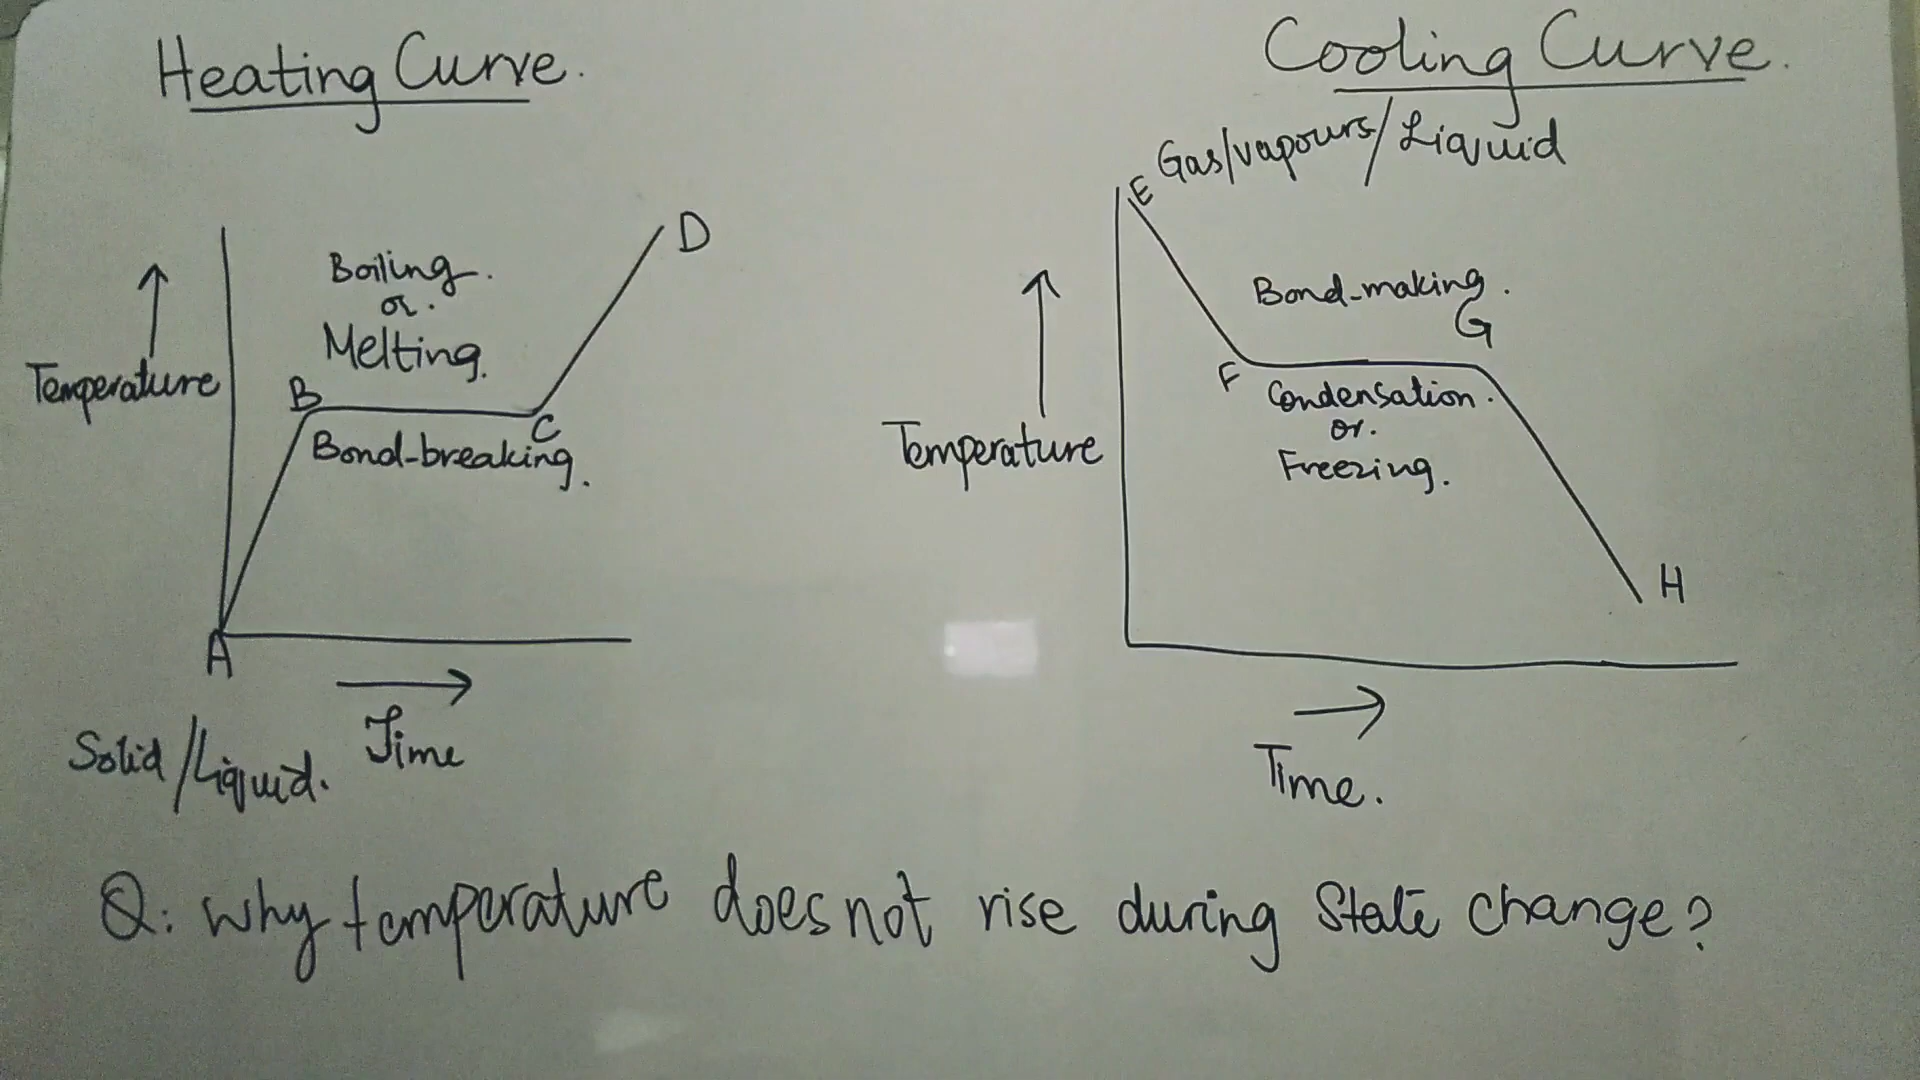 Heating Curve.
D
Boiling.
or.
Melting.
Temperature
B
C
Bond-breaking.
A
Time
Solid/Liquid.
Cooling Curve.
E Gas/vapours/Liquid
Bond-making.
G
F
Condensation.
or.
Freezing.
Temperature
H
Time.
Q: Why temperature does not rise during State change?